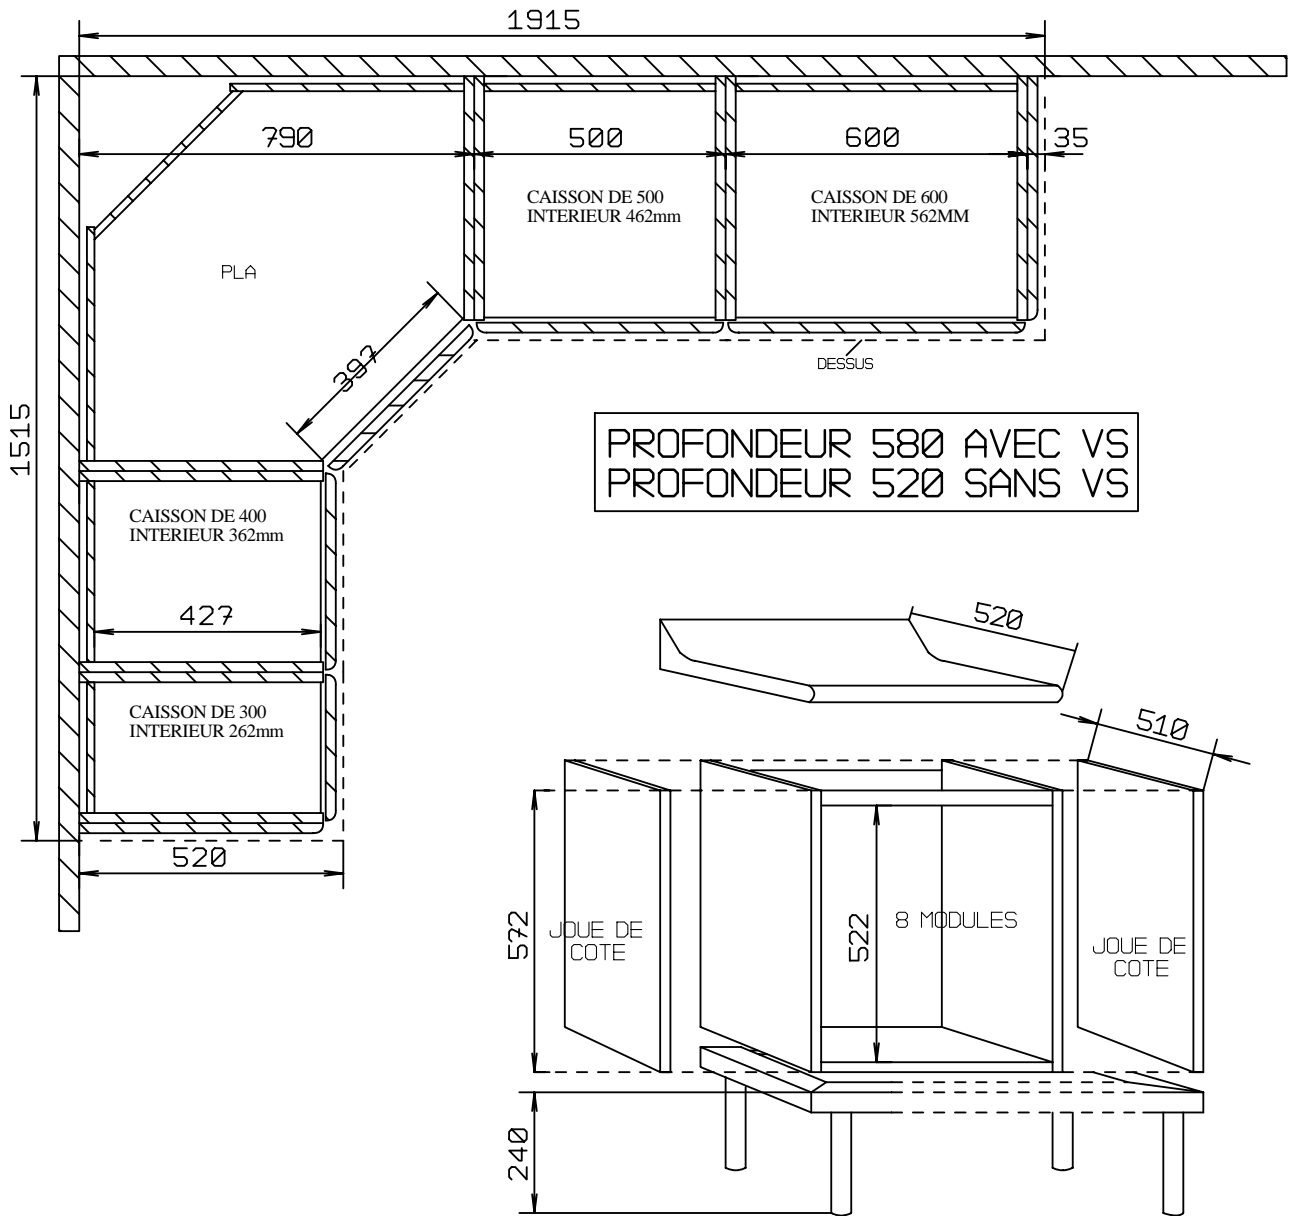 1915
790
500
600
35
CAISSON DE 500
INTERIEUR 462mm
CAISSON DE 600
INTERIEUR 562MM
PLA
397
DESSUS
1515
PROFONDEUR 580 AVEC VS
PROFONDEUR 520 SANS VS
CAISSON DE 400
INTERIEUR 362mm
427
CAISSON DE 300
INTERIEUR 262mm
520
520
510
572
JOUE DE
COTE
522
8 MODULES
JOUE DE
COTE
240